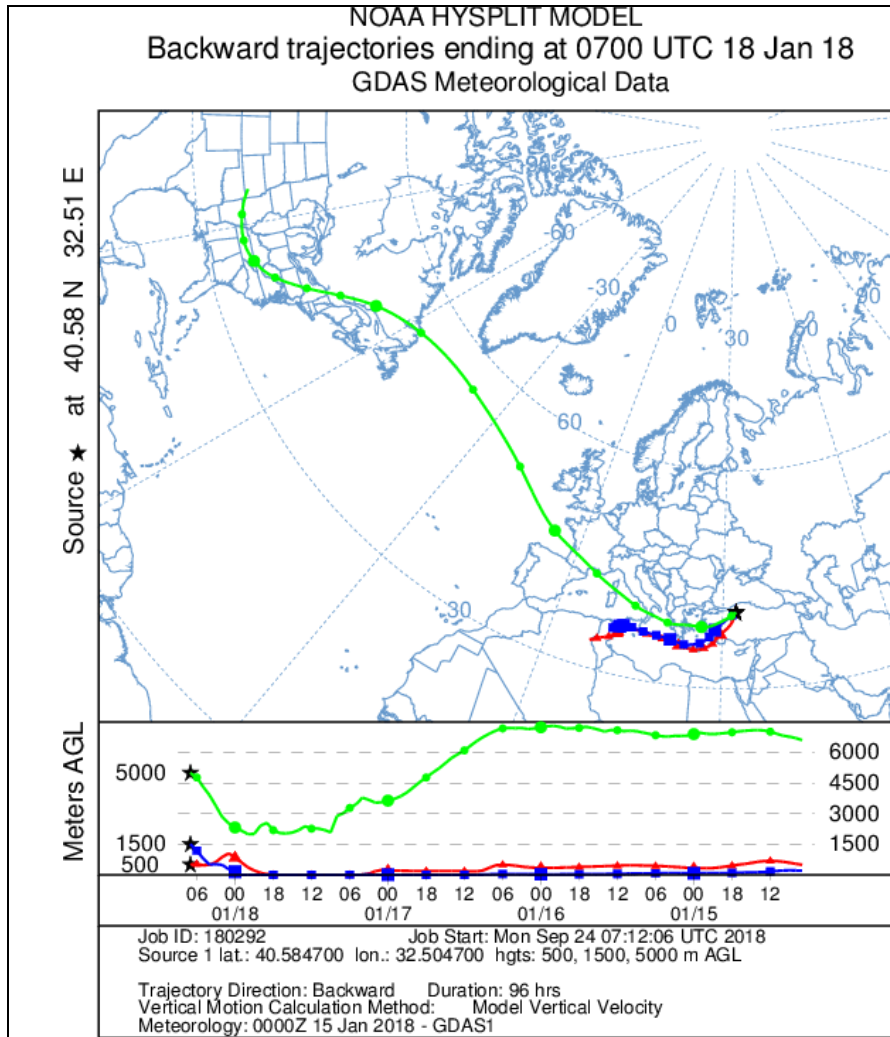 NOAA HYSPLIT MODEL
Backward trajectories ending at 0700 UTC 18 Jan 18
GDAS Meteorological Data
Source ★ at 40.58 N 32.51 E
-60
-30
0
30
60
90
60
30
Meters AGL
5000
1500
500
6000
4500
3000
1500
06 00 18 12 06 00 18 12 06 00 18 12 06 00 18 12
01/18 01/17 01/16 01/15
Job ID: 180292 Job Start: Mon Sep 24 07:12:06 UTC 2018
Source 1 lat.: 40.584700 lon.: 32.504700 hgts: 500, 1500, 5000 m AGL
Trajectory Direction: Backward Duration: 96 hrs
Vertical Motion Calculation Method: Model Vertical Velocity
Meteorology: 0000Z 15 Jan 2018 - GDAS1